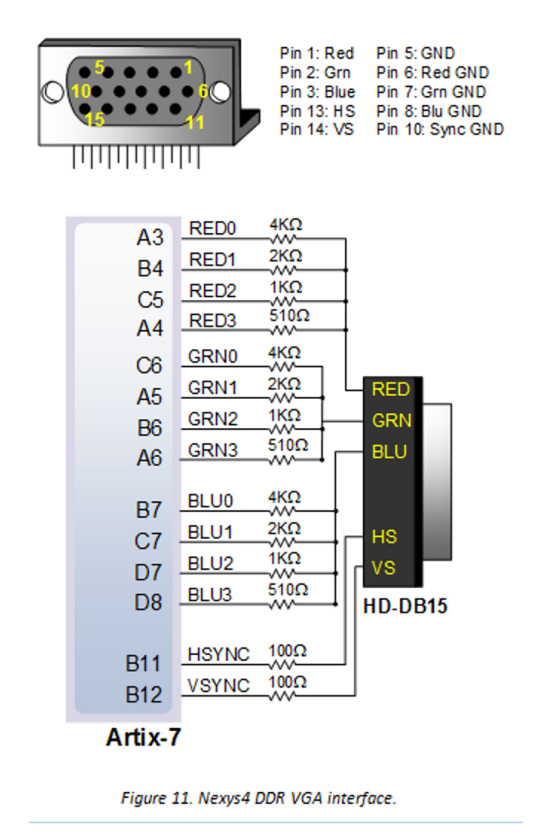 5 1
10 6
15 11
Pin 1: Red Pin 5: GND
Pin 2: Grn Pin 6: Red GND
Pin 3: Blue Pin 7: Grn GND
Pin 13: HS Pin 8: Blu GND
Pin 14: VS Pin 10: Sync GND
A3 RED0 4KΩ
B4 RED1 2KΩ
C5 RED2 1KΩ
A4 RED3 510Ω
C6 GRN0 4KΩ
A5 GRN1 2KΩ
B6 GRN2 1KΩ
A6 GRN3 510Ω
B7 BLU0 4KΩ
C7 BLU1 2KΩ
D7 BLU2 1KΩ
D8 BLU3 510Ω
B11 HSYNC 100Ω
B12 VSYNC 100Ω
RED
GRN
BLU
HS
VS
HD-DB15
Artix-7
Figure 11. Nexys4 DDR VGA interface.